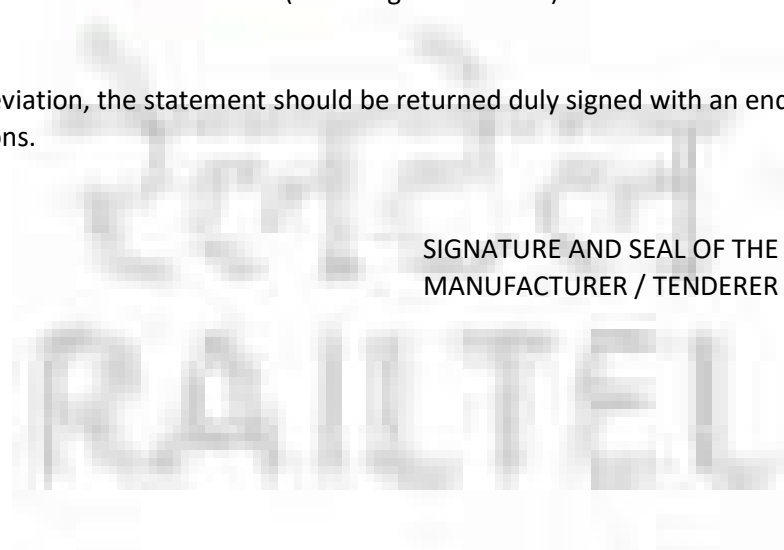 eviation, the statement should be returned duly signed with an
ons.
SIGNATURE AND SEAL OF THE
MANUFACTURER / TENDERER
रेलटेल
RAILTEL